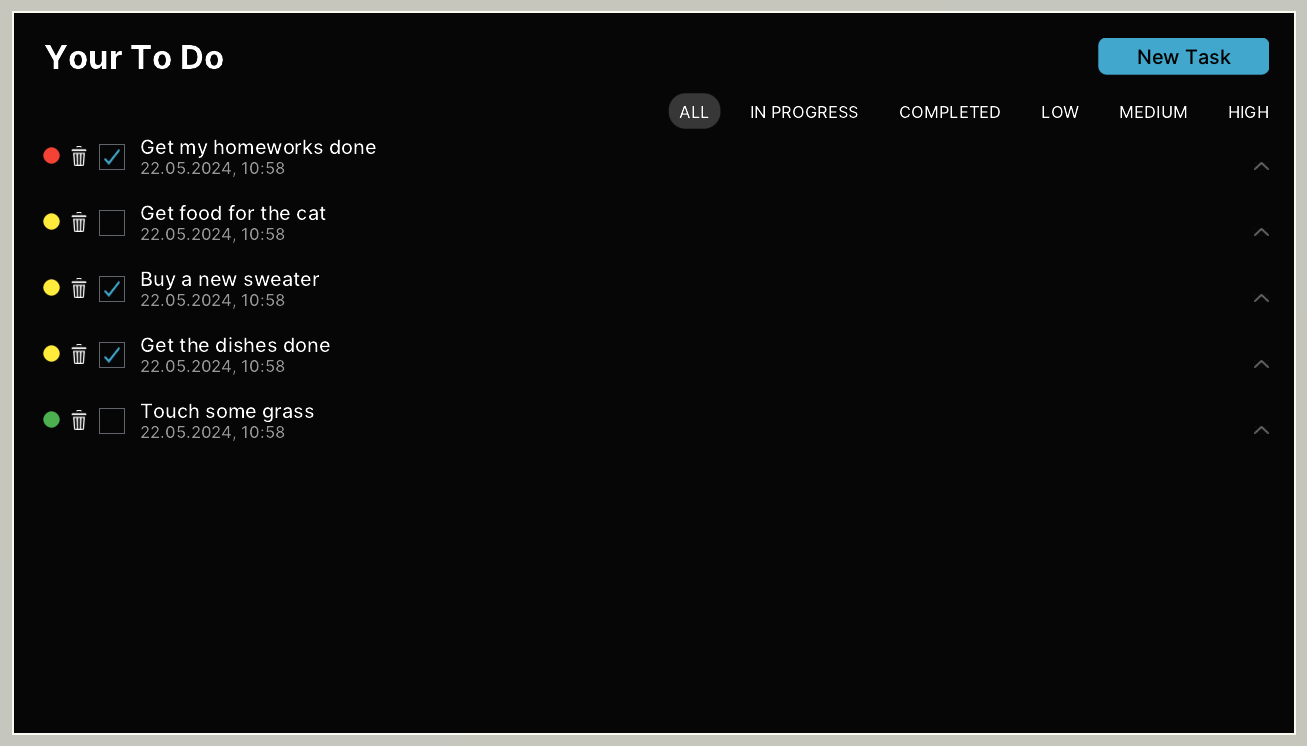 Your To Do
New Task
ALL IN PROGRESS COMPLETED LOW MEDIUM HIGH
Get my homeworks done
22.05.2024, 10:58
Get food for the cat
22.05.2024, 10:58
Buy a new sweater
22.05.2024, 10:58
Get the dishes done
22.05.2024, 10:58
Touch some grass
22.05.2024, 10:58